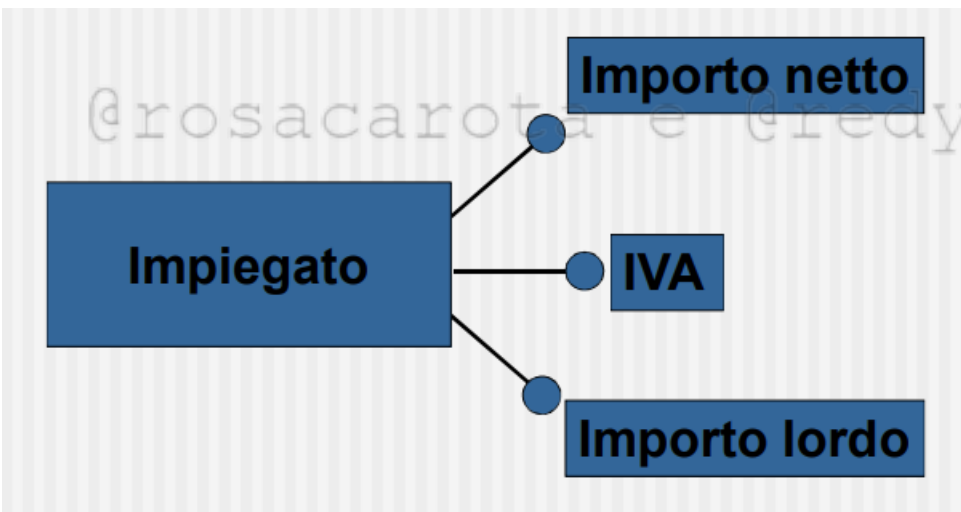 Importo netto
@rosacarota e @redy
Impiegato
IVA
Importo lordo